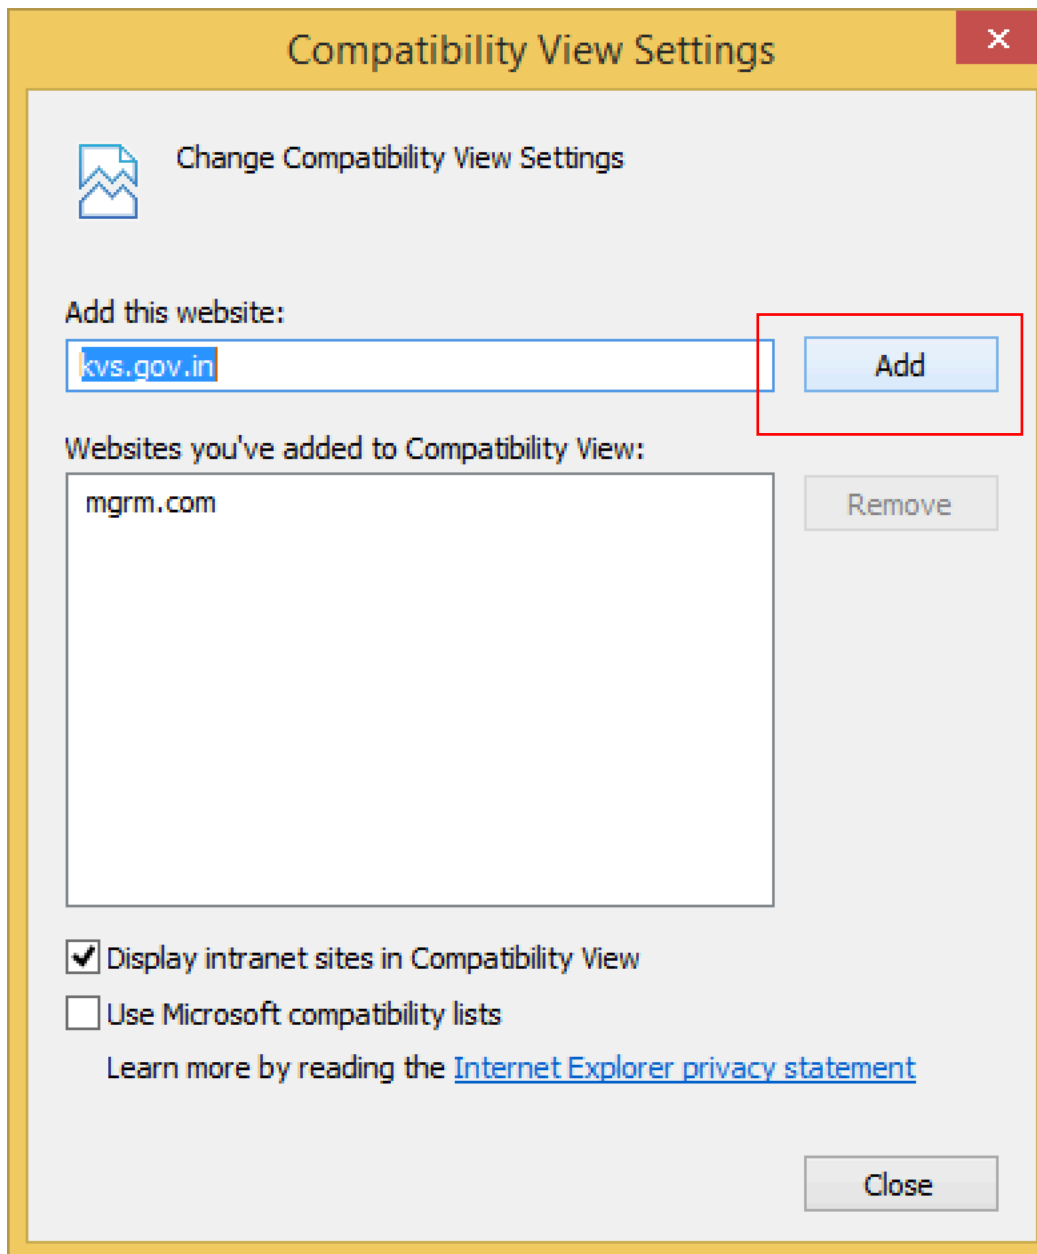 Compatibility View Settings
Change Compatibility View Settings
Add this website:
kvs.gov.in
Add
Websites you've added to Compatibility View:
mgrm.com
Remove
Display intranet sites in Compatibility View
Use Microsoft compatibility lists
Learn more by reading the Internet Explorer privacy statement
Close